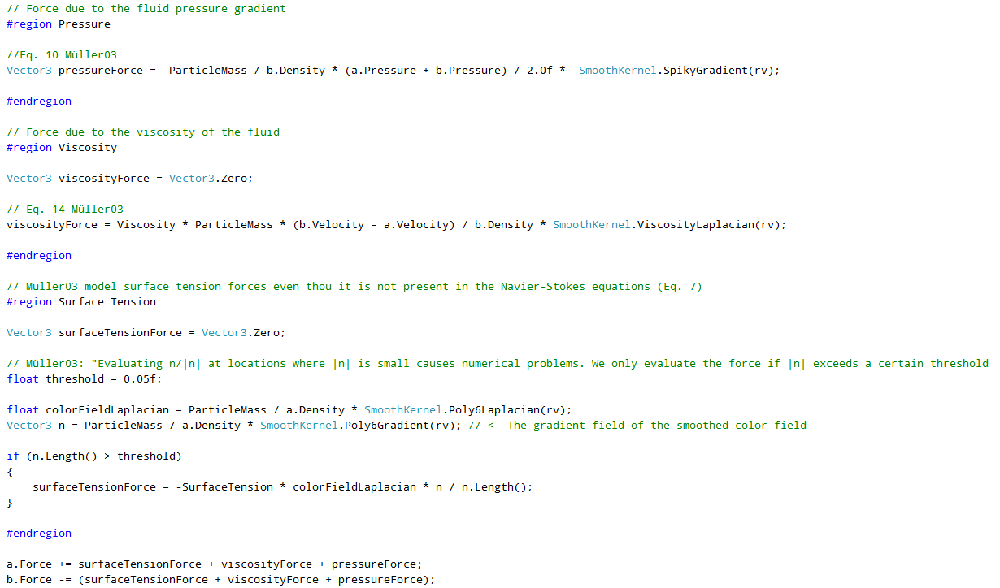 // Force due to the fluid pressure gradient
#region Pressure
//Eq. 10 Müller03
Vector3 pressureForce = -ParticleMass / b.Density * (a.Pressure + b.Pressure) / 2.0f * -SmoothKernel.SpikyGradient(rv);
#endregion
// Force due to the viscosity of the fluid
#region Viscosity
Vector3 viscosityForce = Vector3.Zero;
// Eq. 14 Müller03
viscosityForce = Viscosity * ParticleMass * (b.Velocity - a.Velocity) / b.Density * SmoothKernel.ViscosityLaplacian(rv);
#endregion
// Müller03 model surface tension forces even thou it is not present in the Navier-Stokes equations (Eq. 7)
#region Surface Tension
Vector3 surfaceTensionForce = Vector3.Zero;
// Müller03: "Evaluating n/|n| at locations where |n| is small causes numerical problems. We only evaluate the force if |n| exceeds a certain threshold
float threshold = 0.05f;
float colorFieldLaplacian = ParticleMass / a.Density * SmoothKernel.Poly6Laplacian(rv);
Vector3 n = ParticleMass / a.Density * SmoothKernel.Poly6Gradient(rv); // <- The gradient field of the smoothed color field
if (n.Length() > threshold)
{
    surfaceTensionForce = -SurfaceTension * colorFieldLaplacian * n / n.Length();
}
#endregion
a.Force += surfaceTensionForce + viscosityForce + pressureForce;
b.Force -= (surfaceTensionForce + viscosityForce + pressureForce);